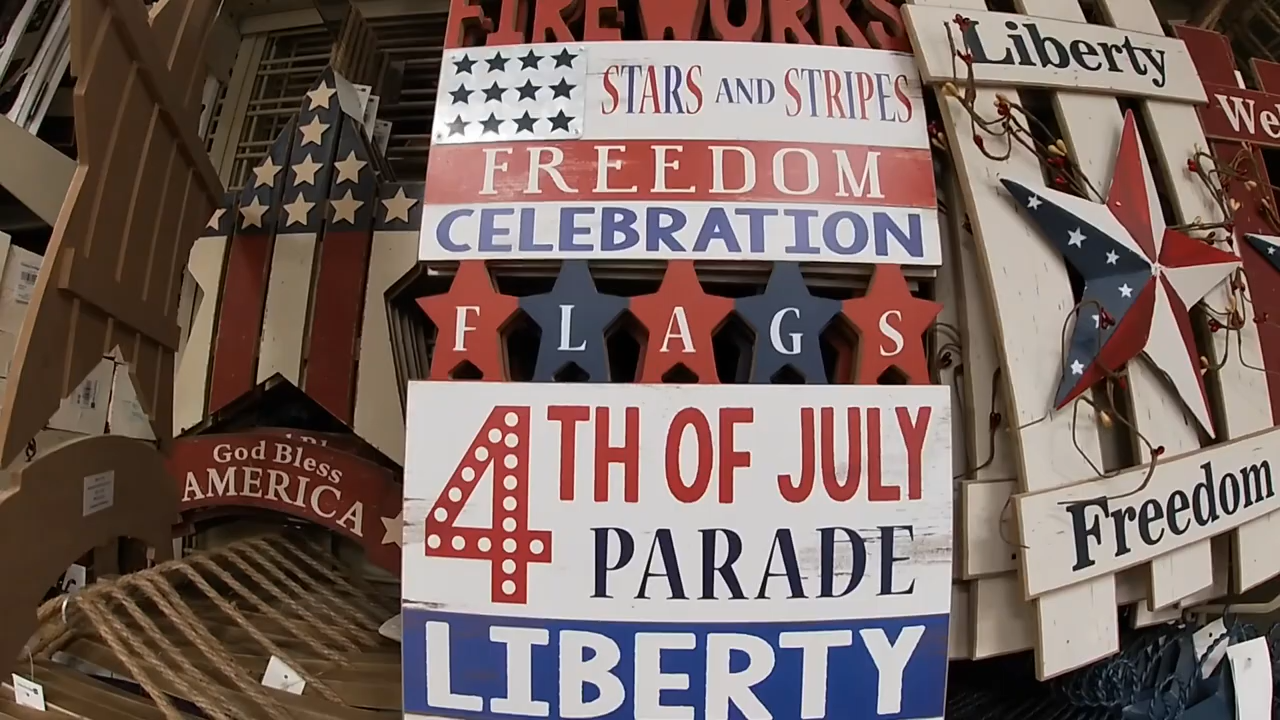 FIREWORKS
STARS AND STRIPES
FREEDOM
CELEBRATION
FLAGS
4TH OF JULY
PARADE
LIBERTY
God Bless
AMERICA
Liberty
Freedom